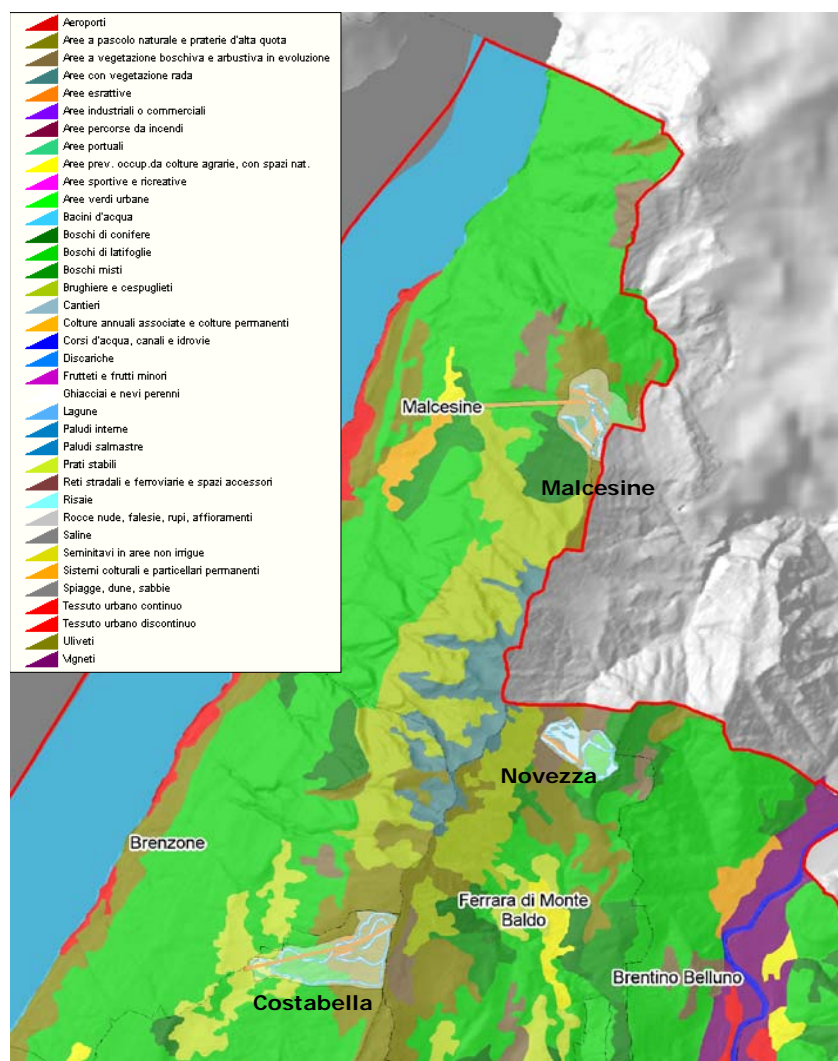 Aeroporti
Aree a pascolo naturale e praterie d'alta quota
Aree a vegetazione boschiva e arbustiva in evoluzione
Aree con vegetazione rada
Aree esrattive
Aree industriali o commerciali
Aree percorse da incendi
Aree portuali
Aree prev. occup.da colture agrarie, con spazi nat.
Aree sportive e ricreative
Aree verdi urbane
Bacini d'acqua
Boschi di conifere
Boschi di latifoglie
Boschi misti
Brughiere e cespuglieti
Cantieri
Colture annuali associate e colture permanenti
Corsi d'acqua, canali e idrovie
Discariche
Frutteti e frutti minori
Ghiacciai e nevi perenni
Lagune
Paludi interne
Paludi salmastre
Prati stabili
Reti stradali e ferroviarie e spazi accessori
Risaie
Rocce nude, falesie, rupi, affioramenti
Saline
Seminitavi in aree non irrigue
Sistemi colturali e particellari permanenti
Spiagge, dune, sabbie
Tessuto urbano continuo
Tessuto urbano discontinuo
Uliveti
Vigneti
Malcesine
Malcesine
Novezza
Brenzone
Ferrara di Monte
Baldo
Brentino Belluno
Costabella